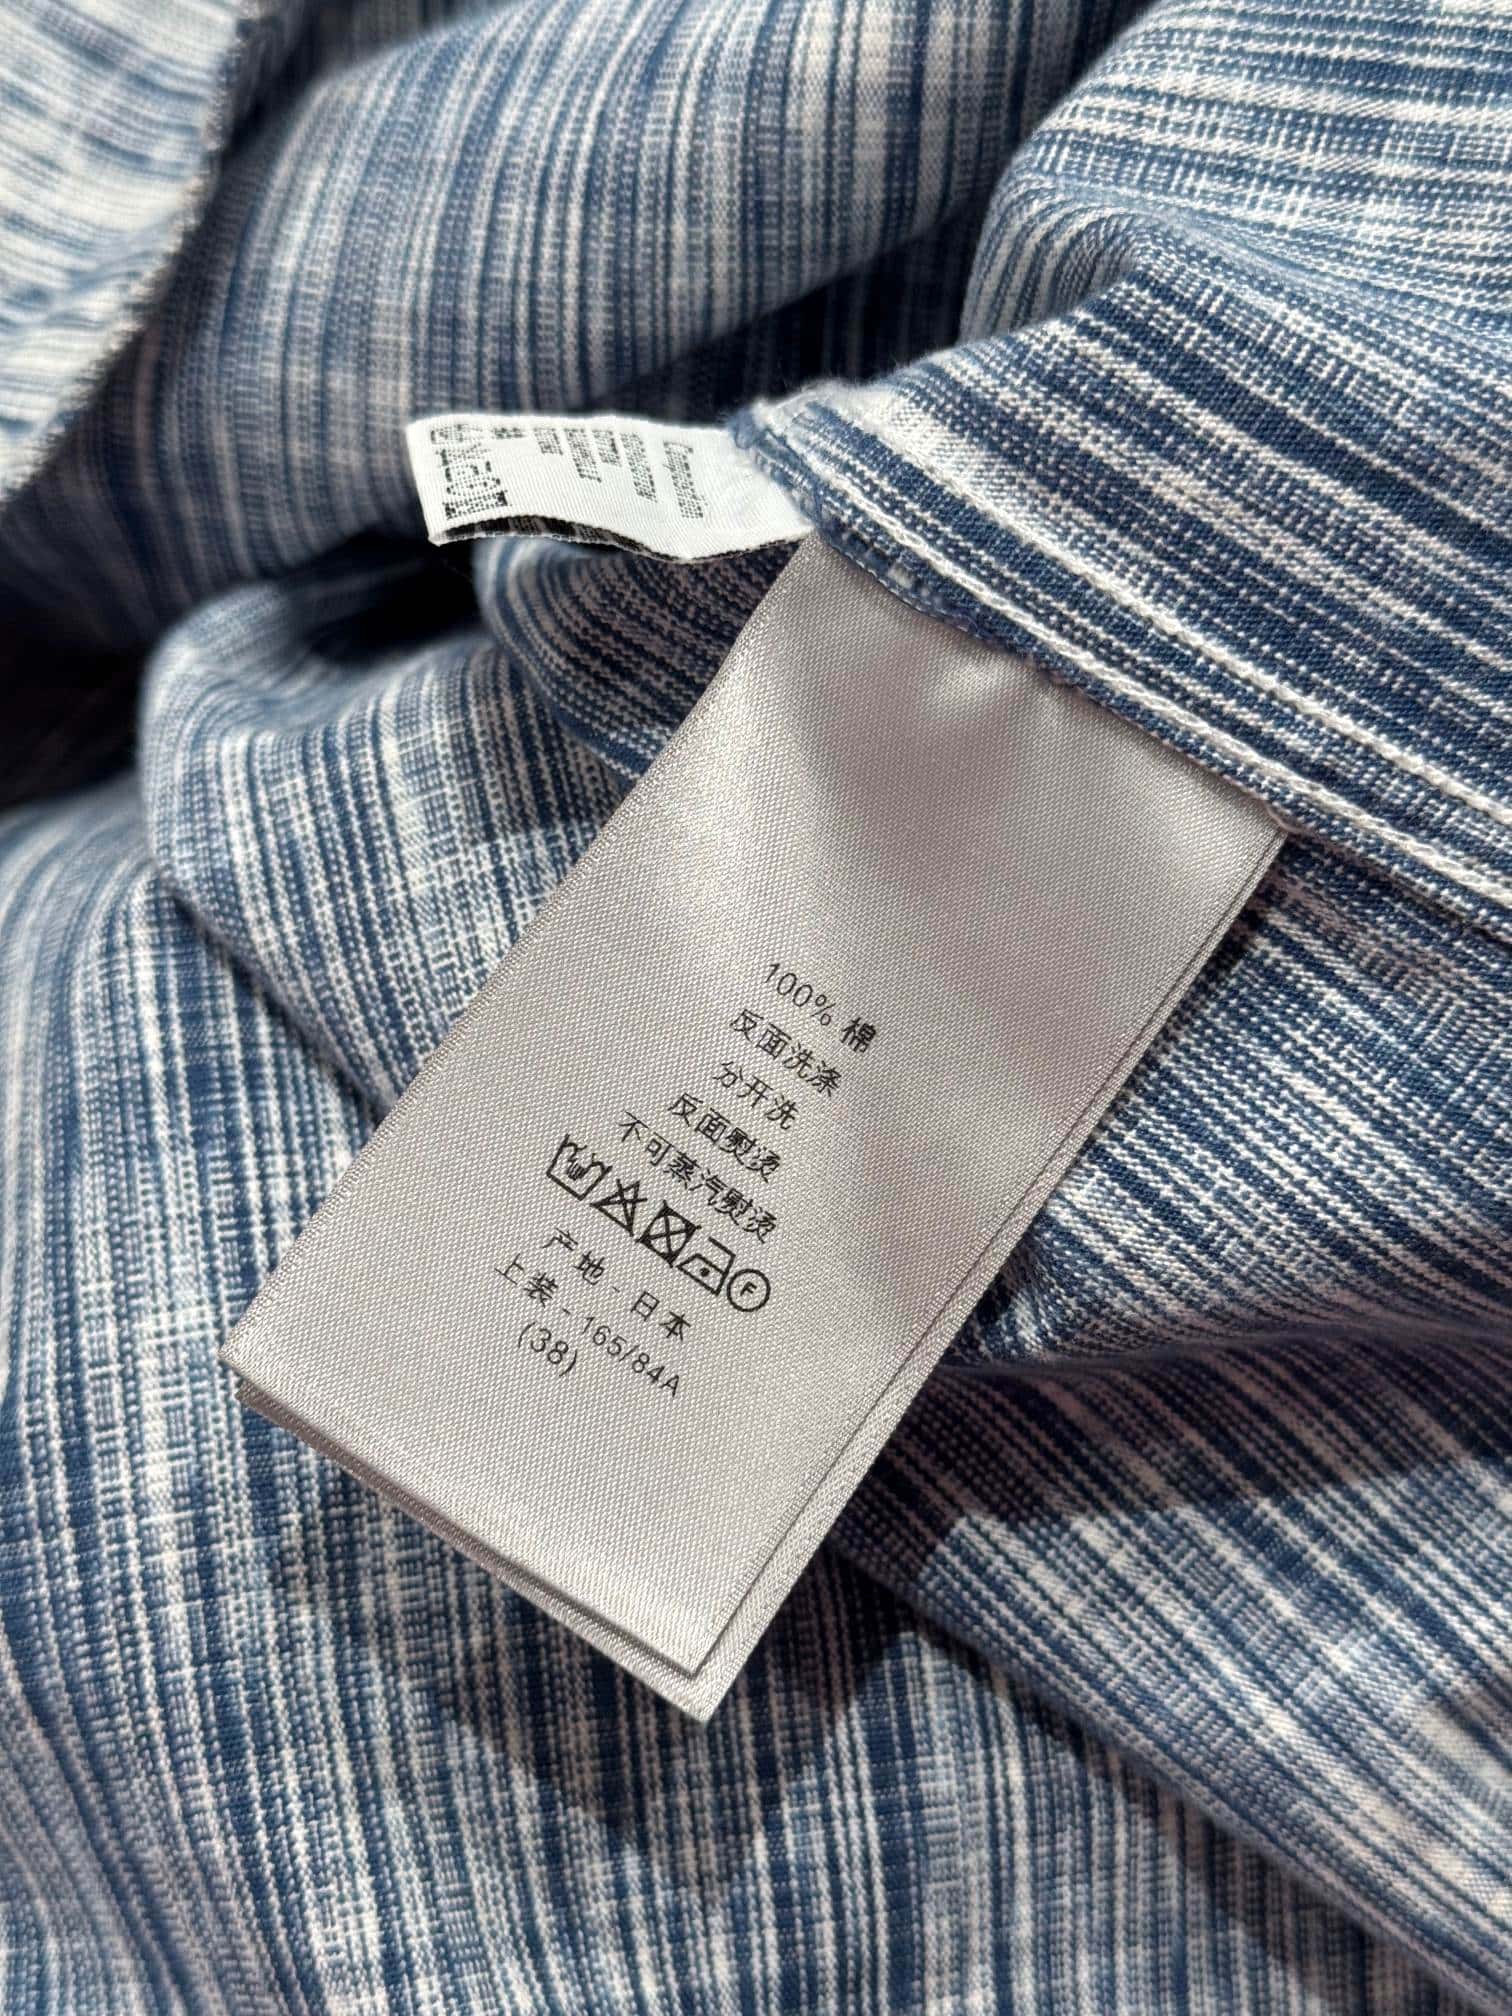 Composition
100% 棉
反面洗涤
分开洗
反面熨烫
不可蒸汽熨烫
F
产地 - 日本
上装 - 165/84A
(38)